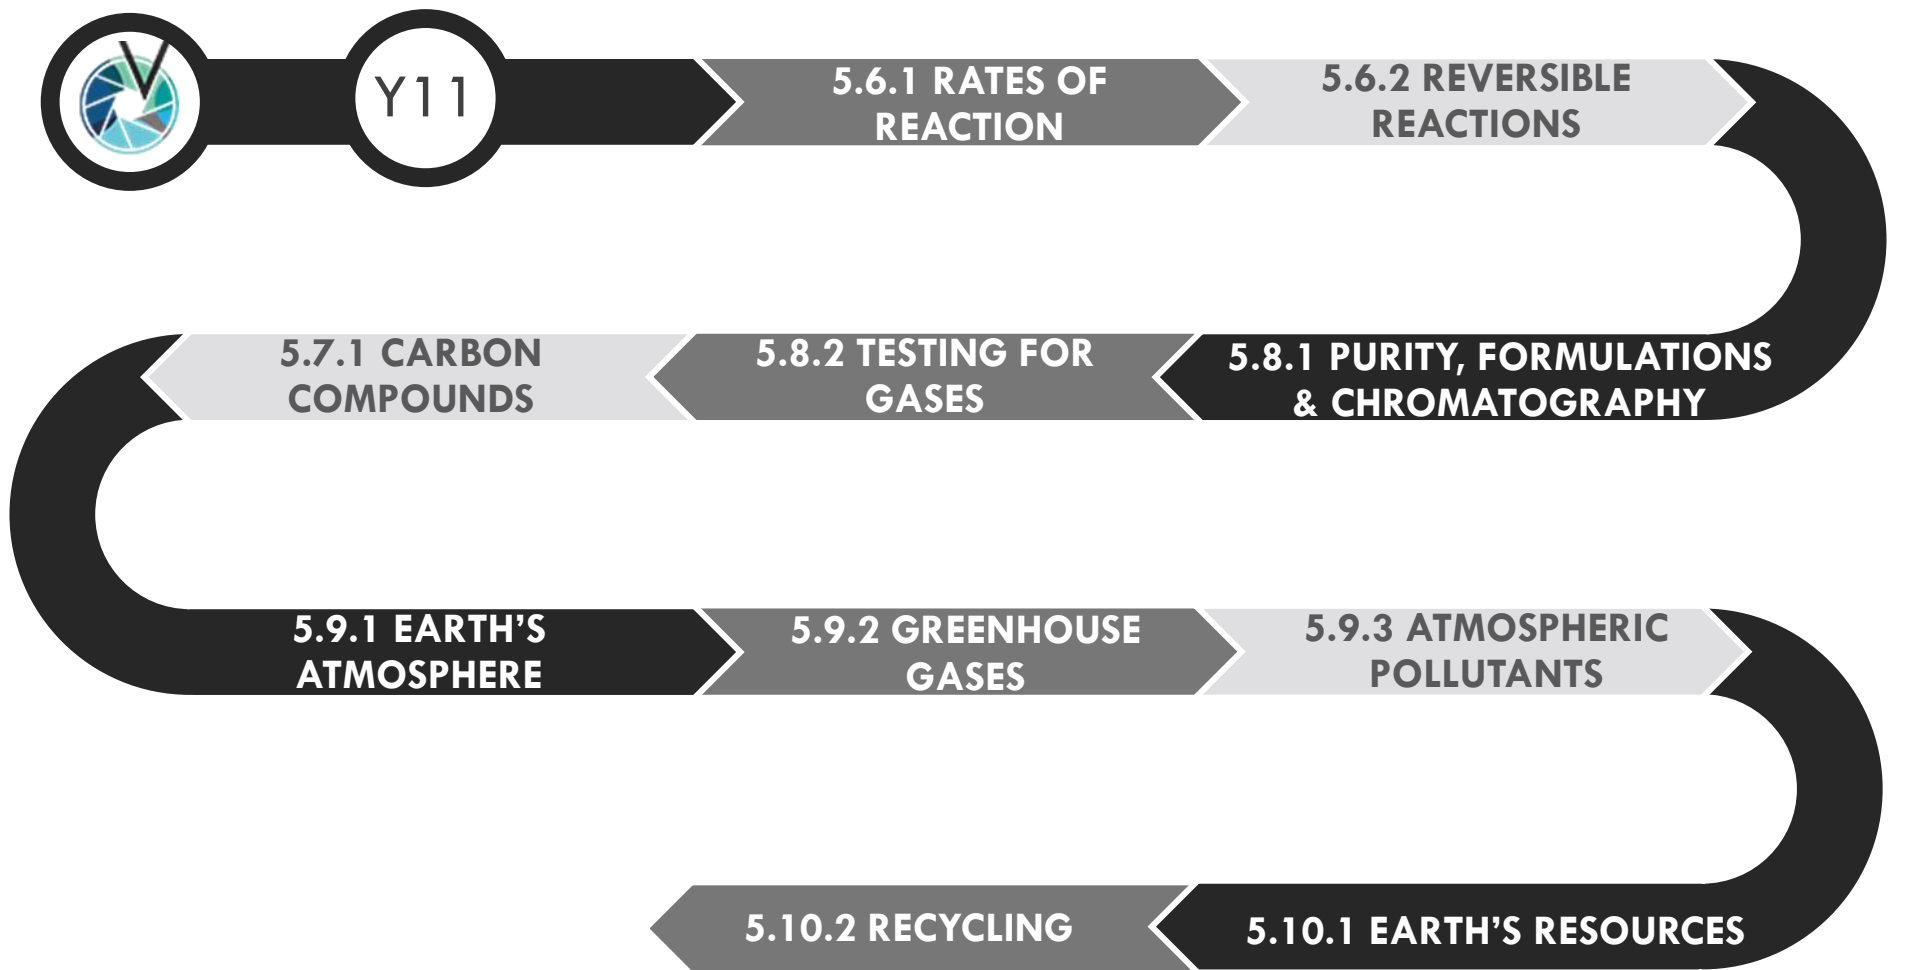 Y11
5.6.1 RATES OF
REACTION
5.6.2 REVERSIBLE
REACTIONS
5.8.1 PURITY, FORMULATIONS
& CHROMATOGRAPHY
5.8.2 TESTING FOR
GASES
5.7.1 CARBON
COMPOUNDS
5.9.1 EARTH’S
ATMOSPHERE
5.9.2 GREENHOUSE
GASES
5.9.3 ATMOSPHERIC
POLLUTANTS
5.10.1 EARTH’S RESOURCES
5.10.2 RECYCLING